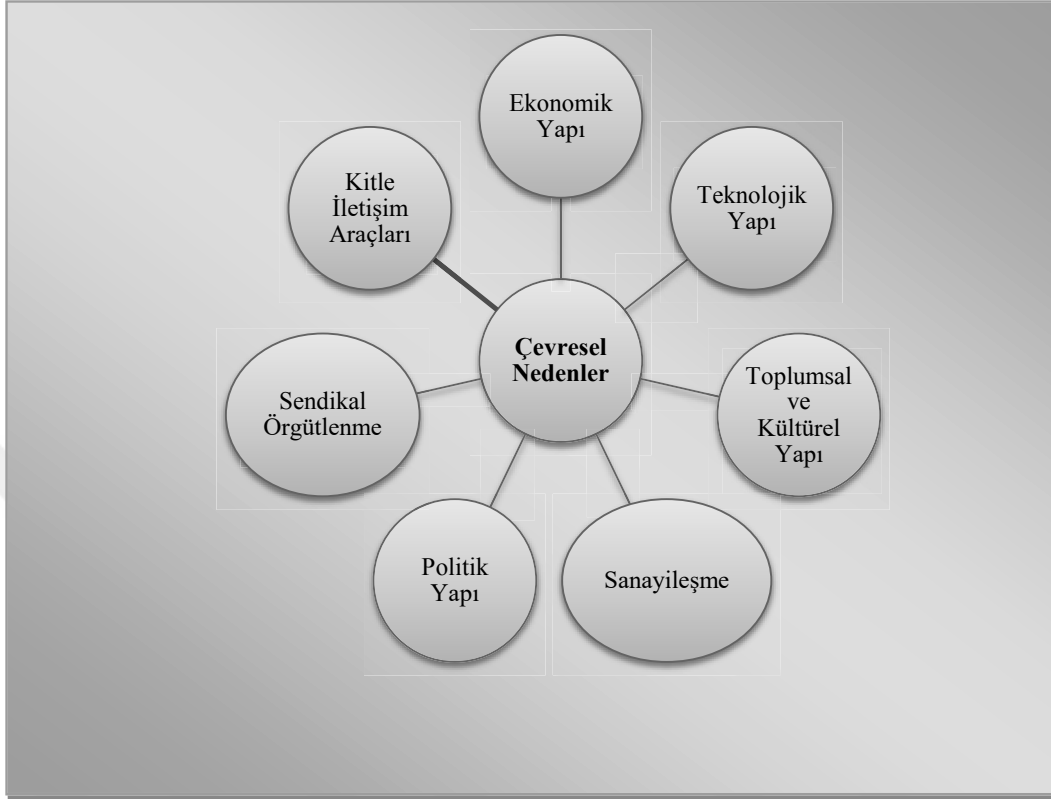 Ekonomik
Yapı
Teknolojik
Yapı
Toplumsal
ve
Kültürel
Yapı
Sanayileşme
Politik
Yapı
Sendikal
Örgütlenme
Kitle
İletişim
Araçları
Çevresel
Nedenler